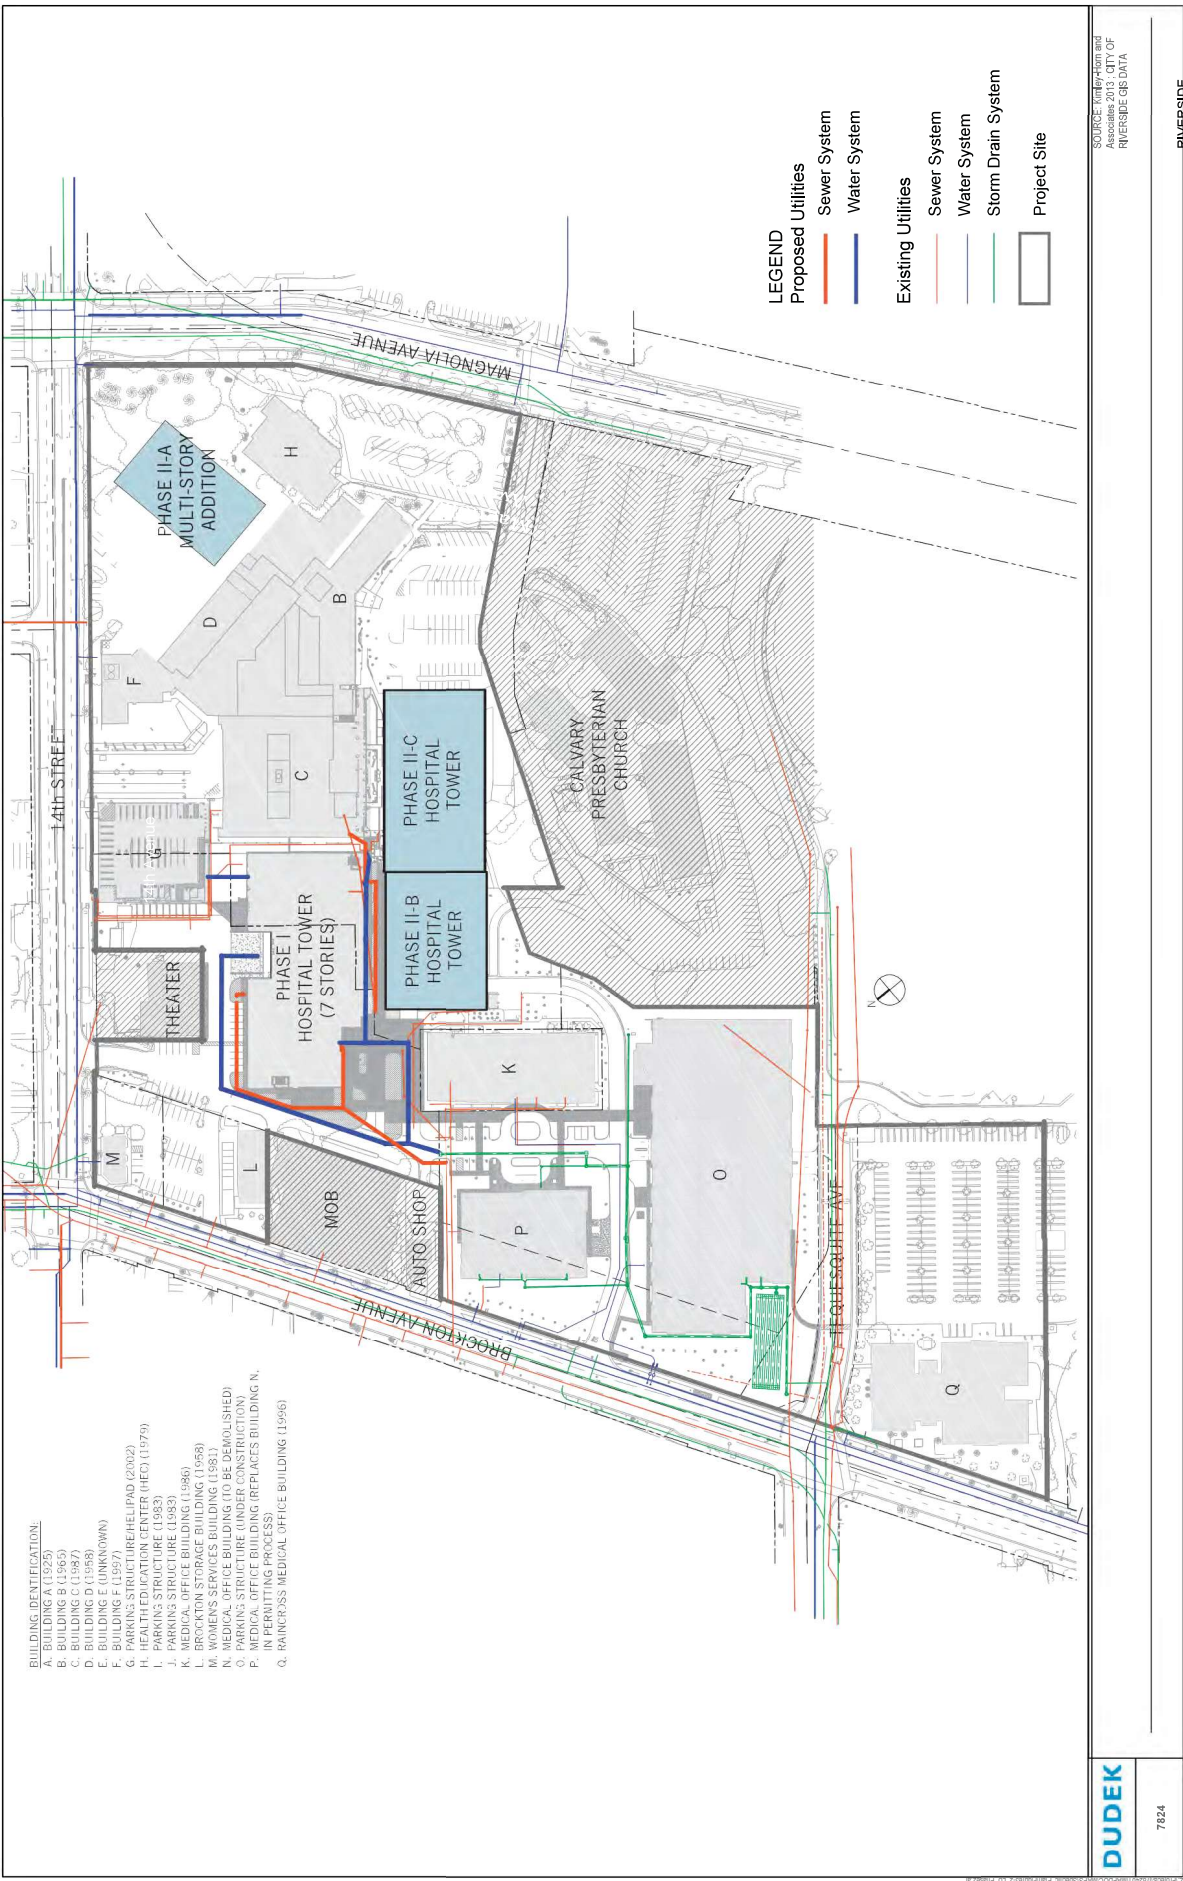 BUILDING IDENTIFICATION:
A. BUILDING A (1925)
B. BUILDING B (1965)
C. BUILDING C (1987)
D. BUILDING D (1958)
E. BUILDING E (UNKNOWN)
F. BUILDING F (1997)
G. PARKING STRUCTURE/HELIPAD (2002)
H. HEALTH EDUCATION CENTER (HEC) (1979)
I. PARKING STRUCTURE (1983)
J. PARKING STRUCTURE (1983)
K. MEDICAL OFFICE BUILDING (1986)
L. BROCKTON STORAGE BUILDING (1958)
M. WOMEN'S SERVICES BUILDING (1981)
N. MEDICAL OFFICE BUILDING (TO BE DEMOLISHED)
O. PARKING STRUCTURE (UNDER CONSTRUCTION)
P. MEDICAL OFFICE BUILDING (REPLACES BUILDING N.
IN PERMITTING PROCESS)
Q. RAINCROSS MEDICAL OFFICE BUILDING (1996)
14th STREET
M
L
THEATER
G
F
D
B
C
H
PHASE II-A
MULTI-STORY
ADDITION
MAGNOLIA AVENUE
PHASE I
HOSPITAL TOWER
(7 STORIES)
PHASE II-B
HOSPITAL
TOWER
PHASE II-C
HOSPITAL
TOWER
MOB
AUTO SHOP
BROCKTON AVENUE
P
K
O
CALVARY
PRESBYTERIAN
CHURCH
TEQUESQUITE AVE
Q
N
LEGEND
Proposed Utilities
Sewer System
Water System
Existing Utilities
Sewer System
Water System
Storm Drain System
Project Site
DUDEK
7824
SOURCE: Kimley-Horn and
Associates 2013 ; CITY OF
RIVERSIDE GIS DATA
RIVERSIDE